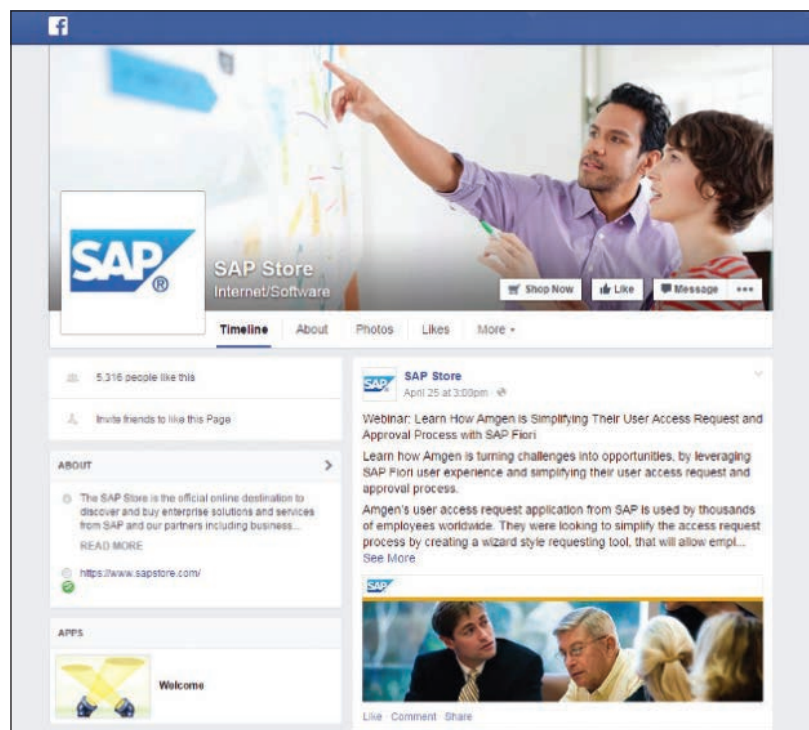 f
SAP
®
SAP Store
Internet/Software
Shop Now
Like
Message
Timeline
About
Photos
Likes
More
5,316 people like this
Invite friends to like this Page
ABOUT
The SAP Store is the official online destination to
discover and buy enterprise solutions and services
from SAP and our partners including business...
READ MORE
https://www.sapstore.com/
APPS
Welcome
SAP
SAP Store
April 25 at 3:00pm
Webinar: Learn How Amgen is Simplifying Their User Access Request and
Approval Process with SAP Fiori
Learn how Amgen is turning challenges into opportunities, by leveraging
SAP Fiori user experience and simplifying their user access request and
approval process.
Amgen's user access request application from SAP is used by thousands
of employees worldwide. They were looking to simplify the access request
process by creating a wizard style requesting tool, that will allow empl...
See More
SAP
Like · Comment · Share